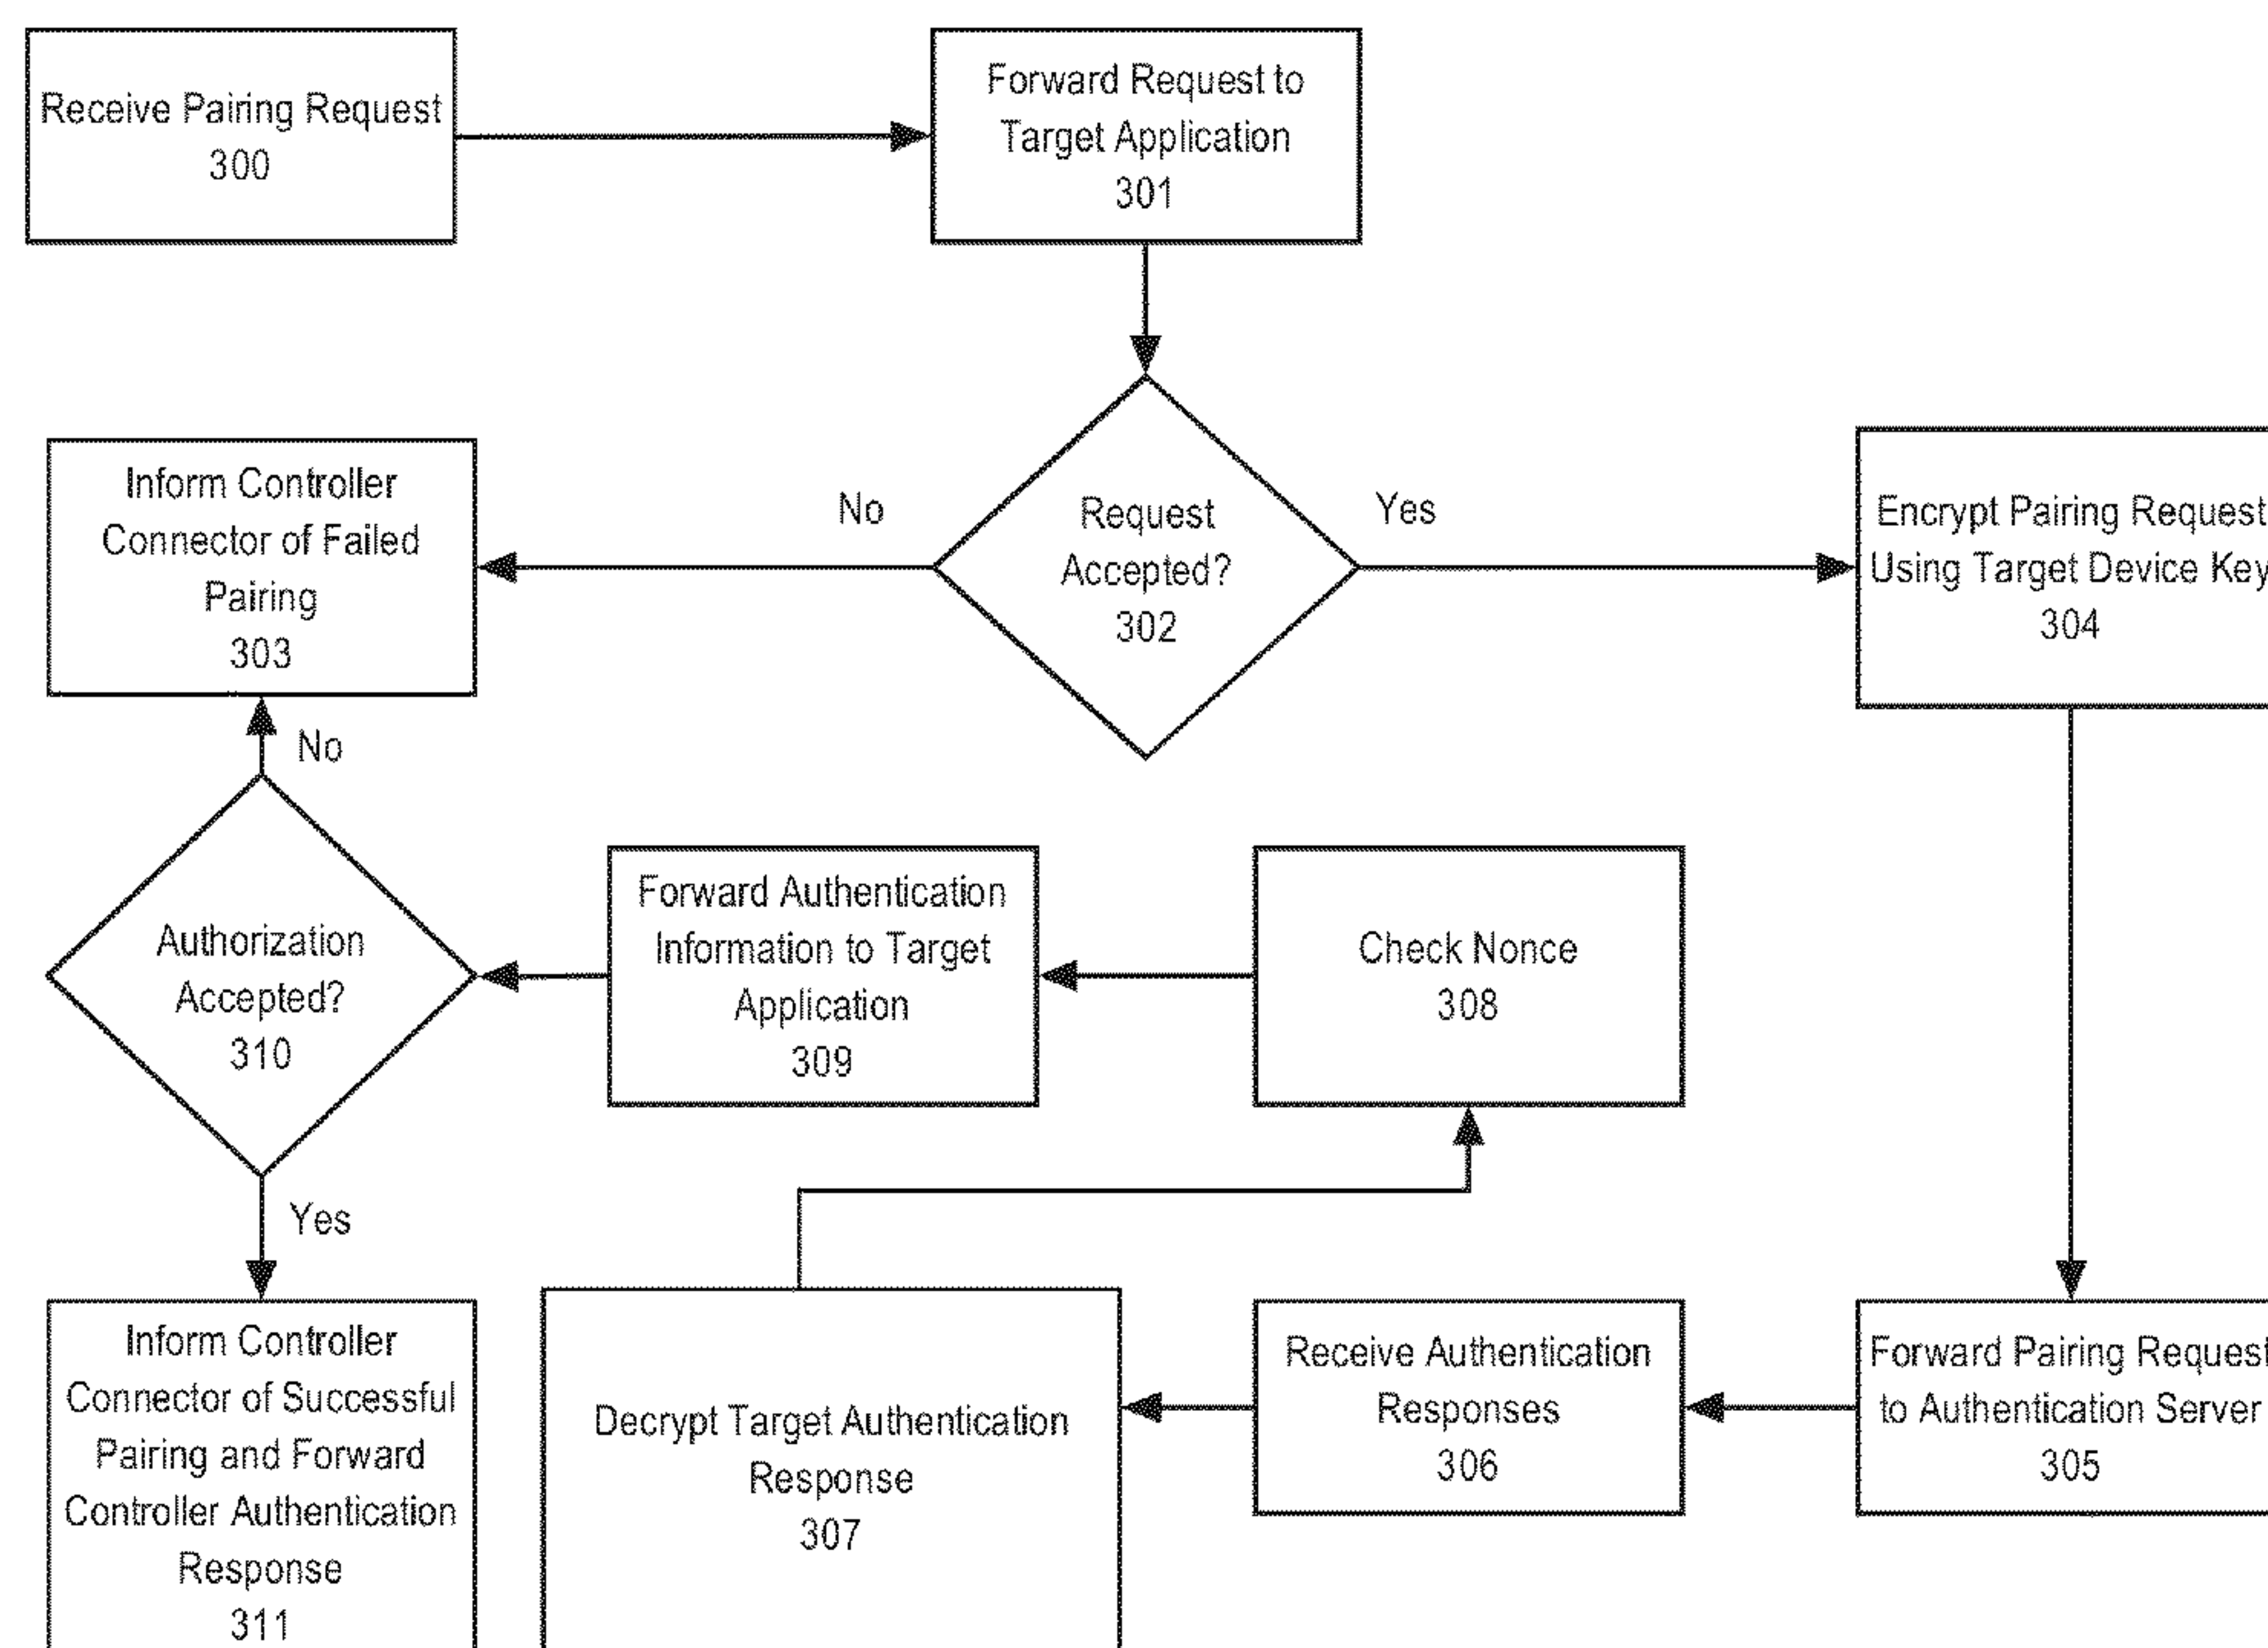 Receive Pairing Request
300
Forward Request to
Target Application
301
Inform Controller
Connector of Failed
Pairing
303
No
Request
Accepted?
302
Yes
Encrypt Pairing Request
Using Target Device Key
304
No
Authorization
Accepted?
310
Forward Authentication
Information to Target
Application
309
Check Nonce
308
Yes
Inform Controller
Connector of Successful
Pairing and Forward
Controller Authentication
Response
311
Decrypt Target Authentication
Response
307
Receive Authentication
Responses
306
Forward Pairing Request
to Authentication Server
305